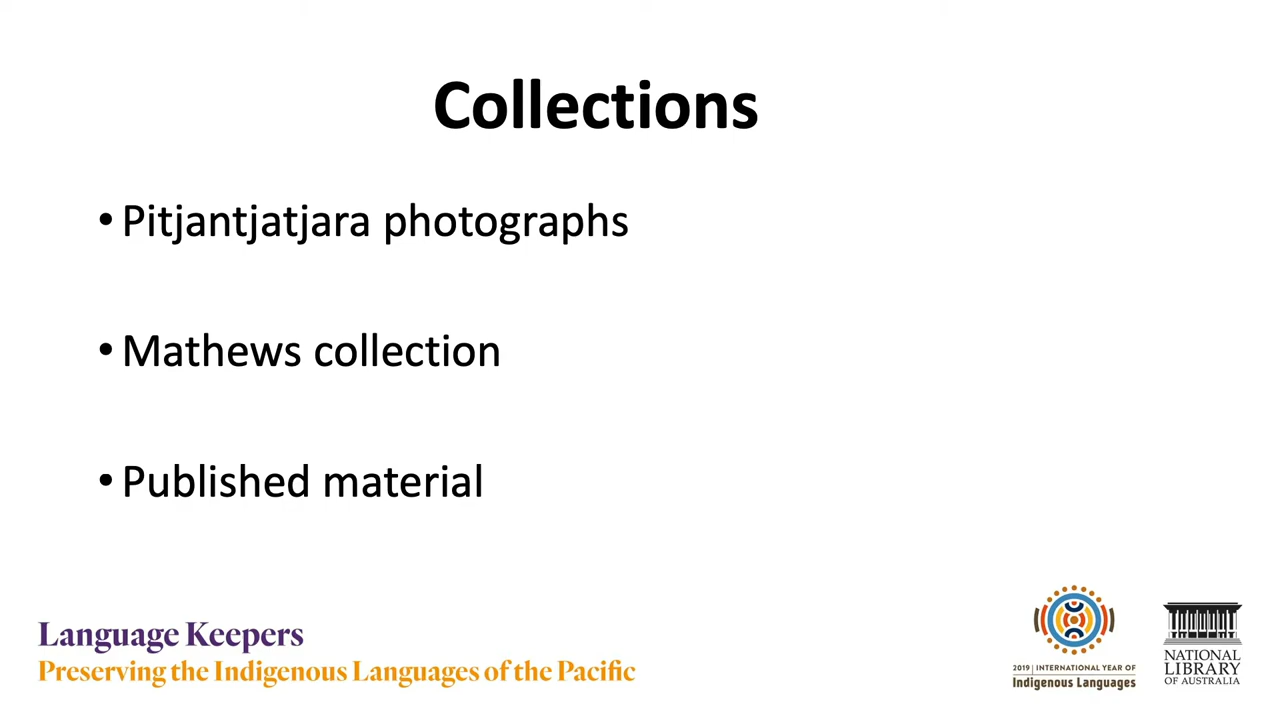 Collections
• Pitjantjatjara photographs
• Mathews collection
• Published material
Language Keepers
Preserving the Indigenous Languages of the Pacific
2019 | INTERNATIONAL YEAR OF
Indigenous Languages
NATIONAL
LIBRARY
OF AUSTRALIA